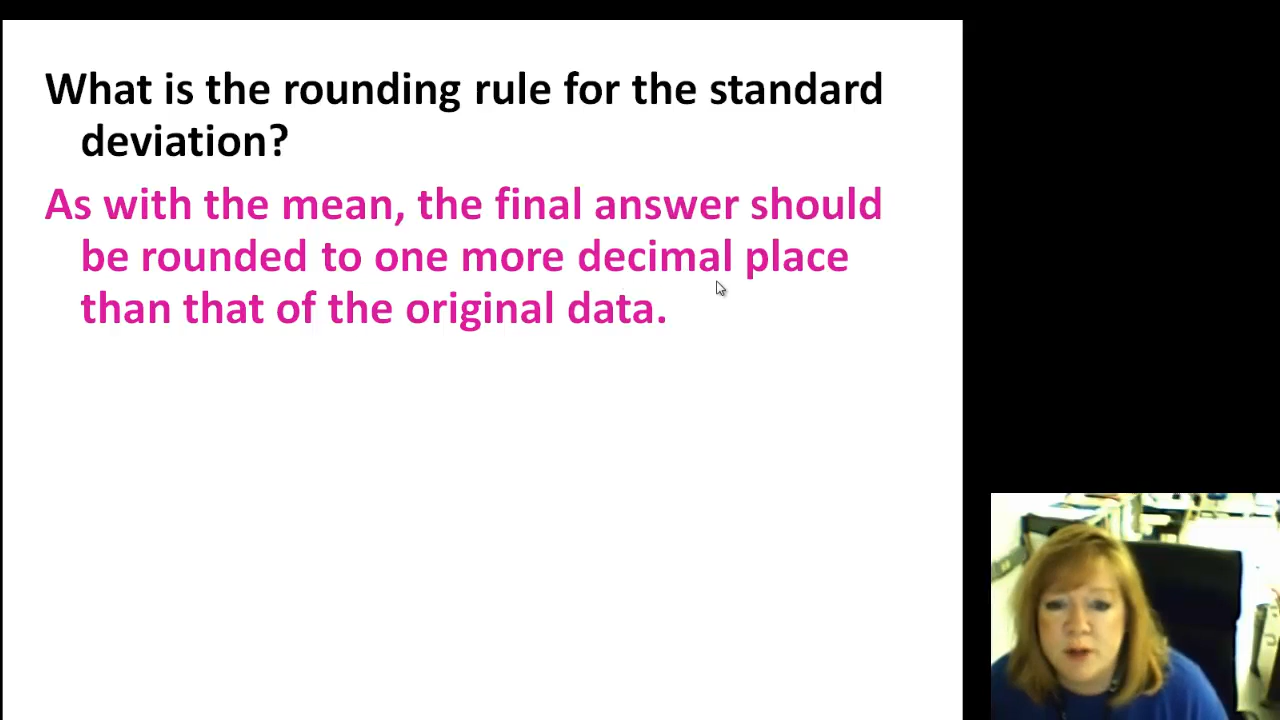 What is the rounding rule for the standard
deviation?
As with the mean, the final answer should
be rounded to one more decimal place
than that of the original data.